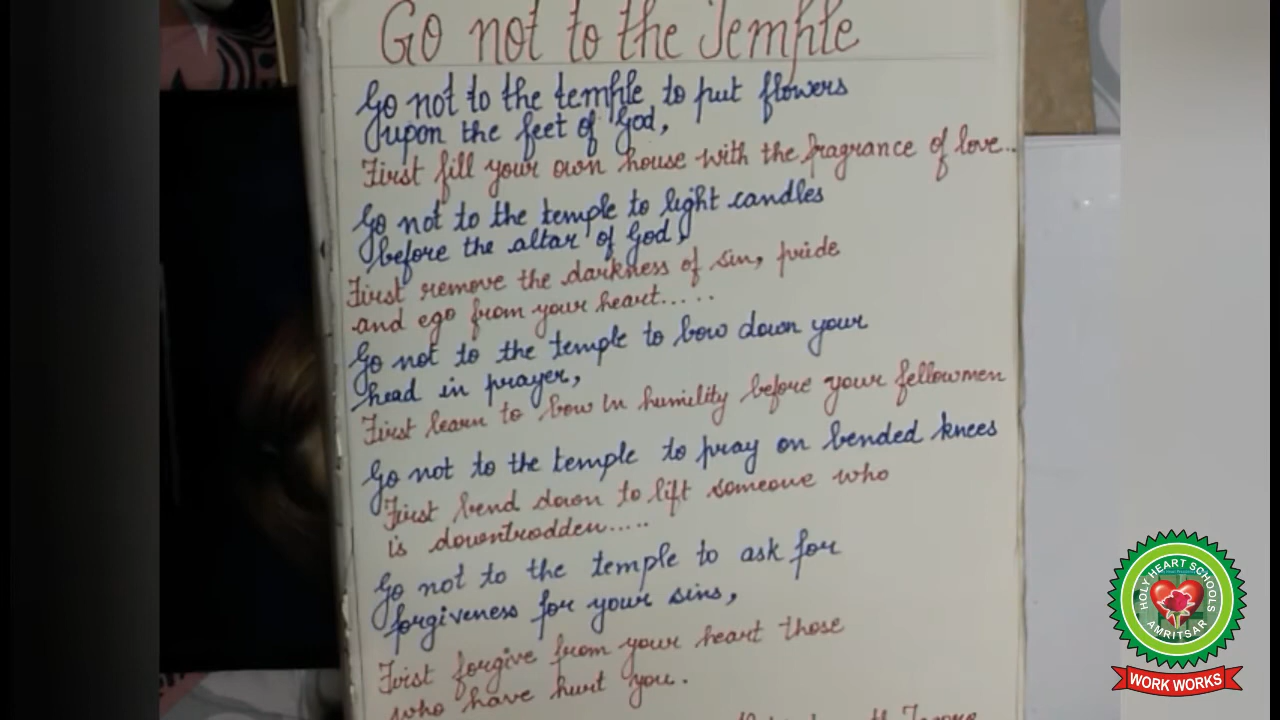 Go not to the Temple
Go not to the temple to put flowers
upon the feet of God,
First fill your own house with the fragrance of love...
Go not to the temple to light candles
before the altar of God,
First remove the darkness of sin, pride
and ego from your heart.....
Go not to the temple to bow down your
head in prayer,
First learn to bow in humility before your fellowmen
Go not to the temple to pray on bended knees
First bend down to lift someone who
is downtrodden.....
Go not to the temple to ask for
forgiveness for your sins,
First forgive from your heart those
who have hurt you.
HOLY HEART SCHOOLS
AMRITSAR
WORK WORKS